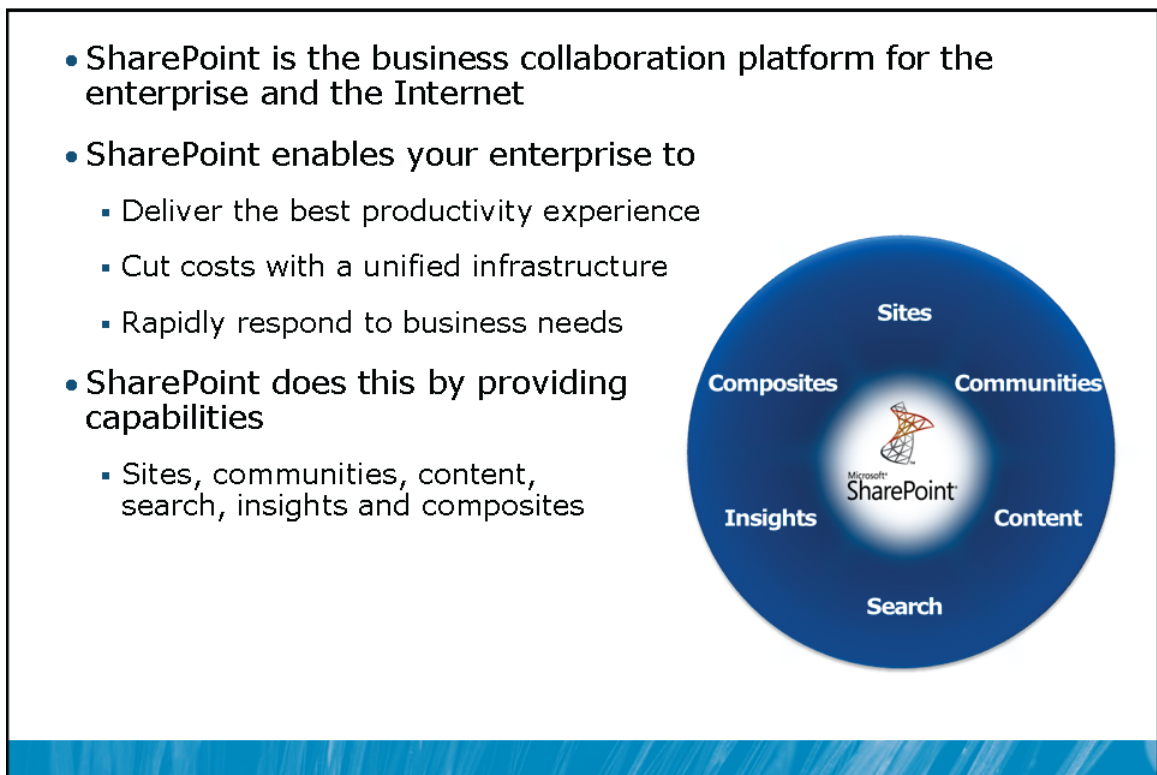 • SharePoint is the business collaboration platform for the
enterprise and the Internet
• SharePoint enables your enterprise to
▪ Deliver the best productivity experience
▪ Cut costs with a unified infrastructure
▪ Rapidly respond to business needs
• SharePoint does this by providing
capabilities
▪ Sites, communities, content,
search, insights and composites
Sites
Composites
Communities
Microsoft®
SharePoint®
Insights
Content
Search